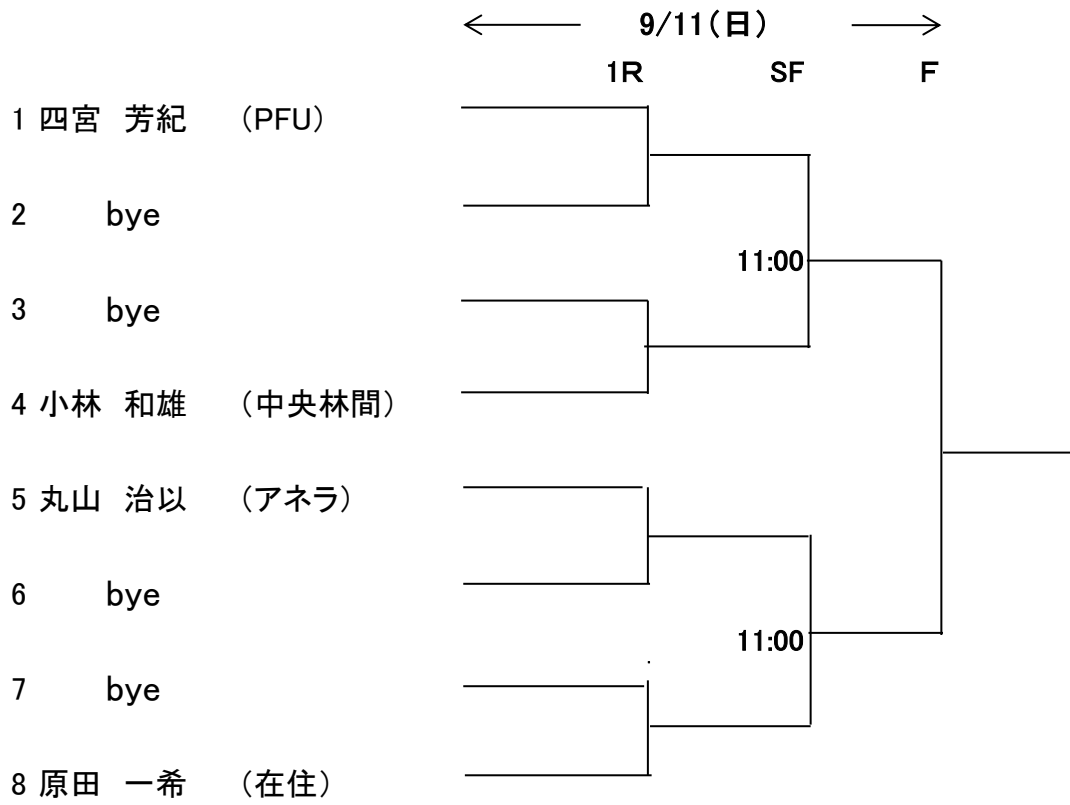 9/11(日)
1R SF F
1 四宮 芳紀 (PFU)
2 bye
11:00
3 bye
4 小林 和雄 (中央林間)
5 丸山 治以 (アネラ)
6 bye
11:00
7 bye
8 原田 一希 (在住)